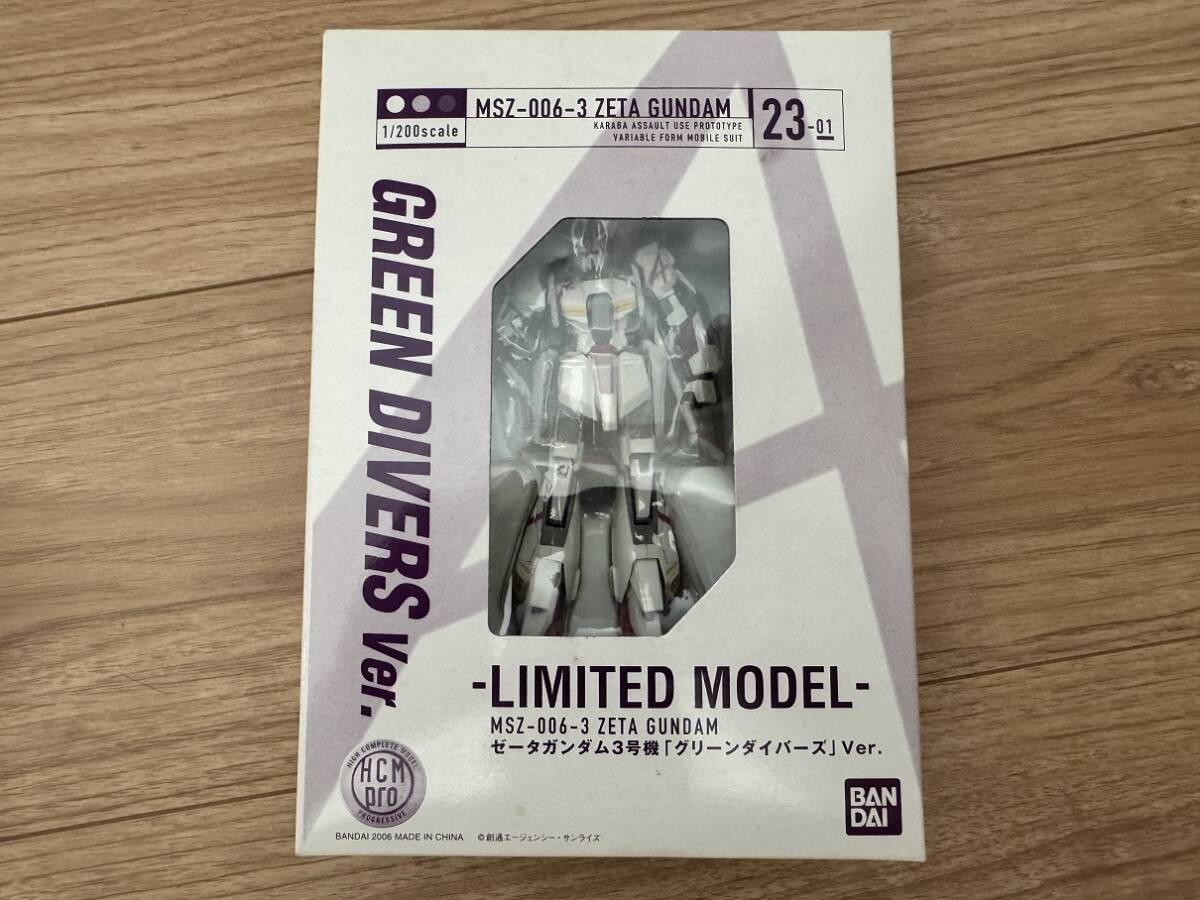 MSZ-006-3 ZETA GUNDAM
1/200scale
KARABA ASSAULT USE PROTOTYPE
VARIABLE FORM MOBILE SUIT
23-01
GREEN DIVERS Ver.
-LIMITED MODEL-
MSZ-006-3 ZETA GUNDAM
ゼータガンダム3号機「グリーンダイバーズ」Ver.
HIGH COMPLETE MODEL
HCM
pro
PROGRESSIVE
BAN
DAI
BANDAI 2006 MADE IN CHINA ©創通エージェンシー・サンライズ